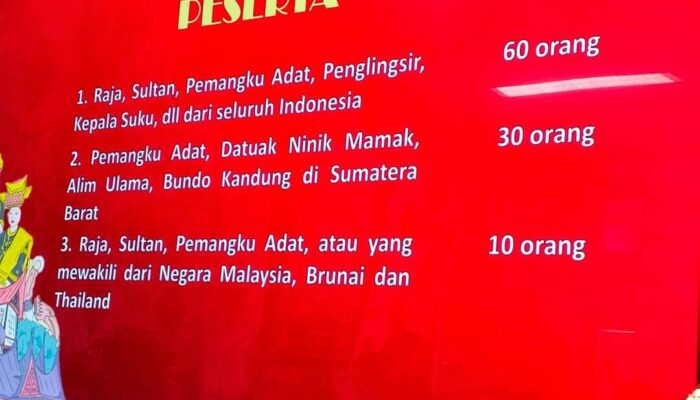 PESERTA
1. Raja, Sultan, Pemangku Adat, Penglingsir, 60 orang
Kepala Suku, dll dari seluruh Indonesia
2. Pemangku Adat, Datuak Ninik Mamak, 30 orang
Alim Ulama, Bundo Kandung di Sumatera
Barat
3. Raja, Sultan, Pemangku Adat, atau yang 10 orang
mewakili dari Negara Malaysia, Brunai dan
Thailand